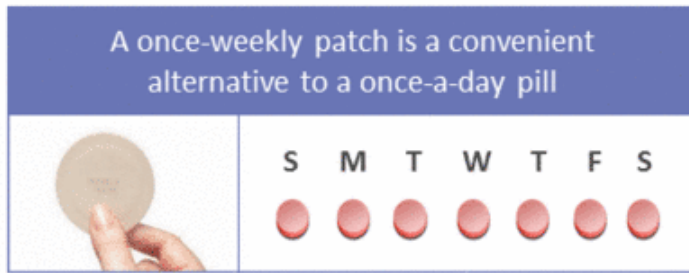 A once-weekly patch is a convenient
alternative to a once-a-day pill
S M T W T F S